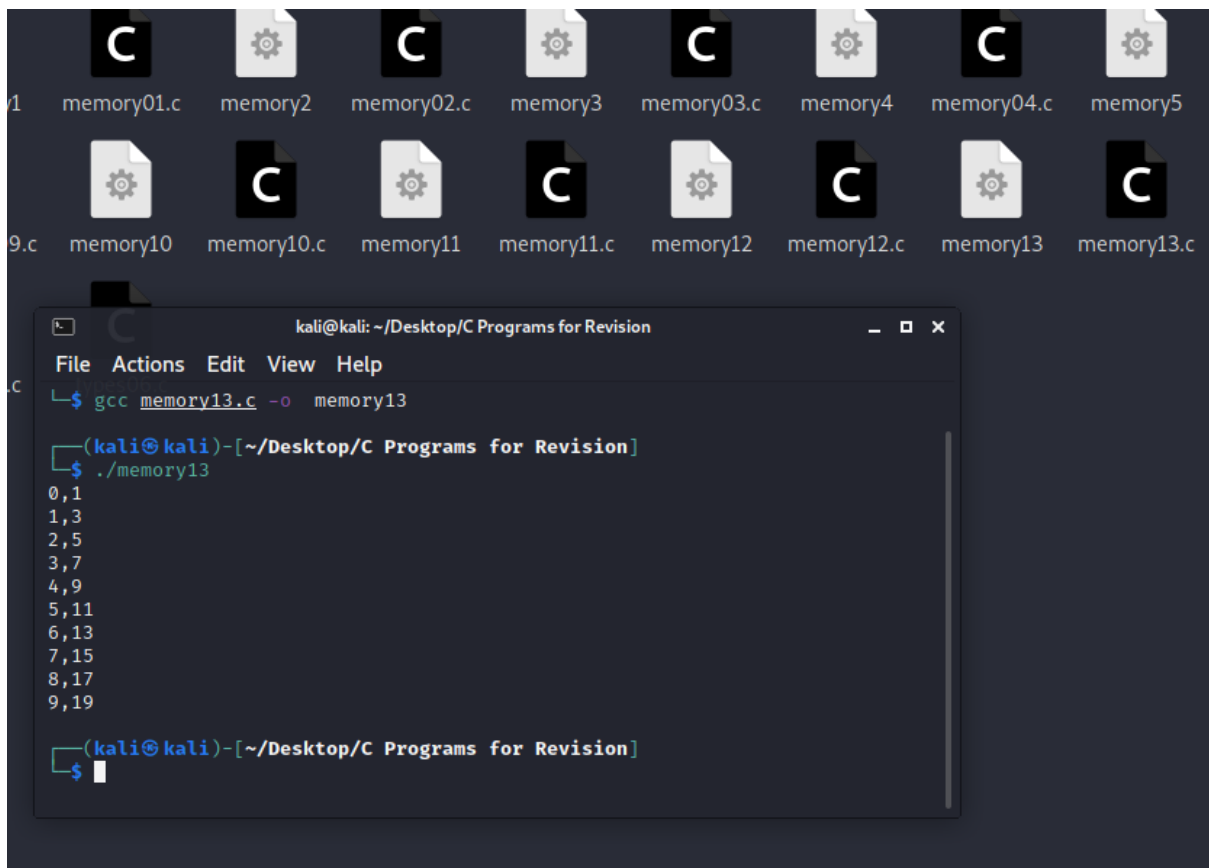 y1 memory01.c memory2 memory02.c memory3 memory03.c memory4 memory04.c memory5
9.c memory10 memory10.c memory11 memory11.c memory12 memory12.c memory13 memory13.c
.c types06.c
kali@kali: ~/Desktop/C Programs for Revision
File Actions Edit View Help
└─$ gcc memory13.c -o  memory13
┌──(kali㉿kali)-[~/Desktop/C Programs for Revision]
└─$ ./memory13
0,1
1,3
2,5
3,7
4,9
5,11
6,13
7,15
8,17
9,19
┌──(kali㉿kali)-[~/Desktop/C Programs for Revision]
└─$